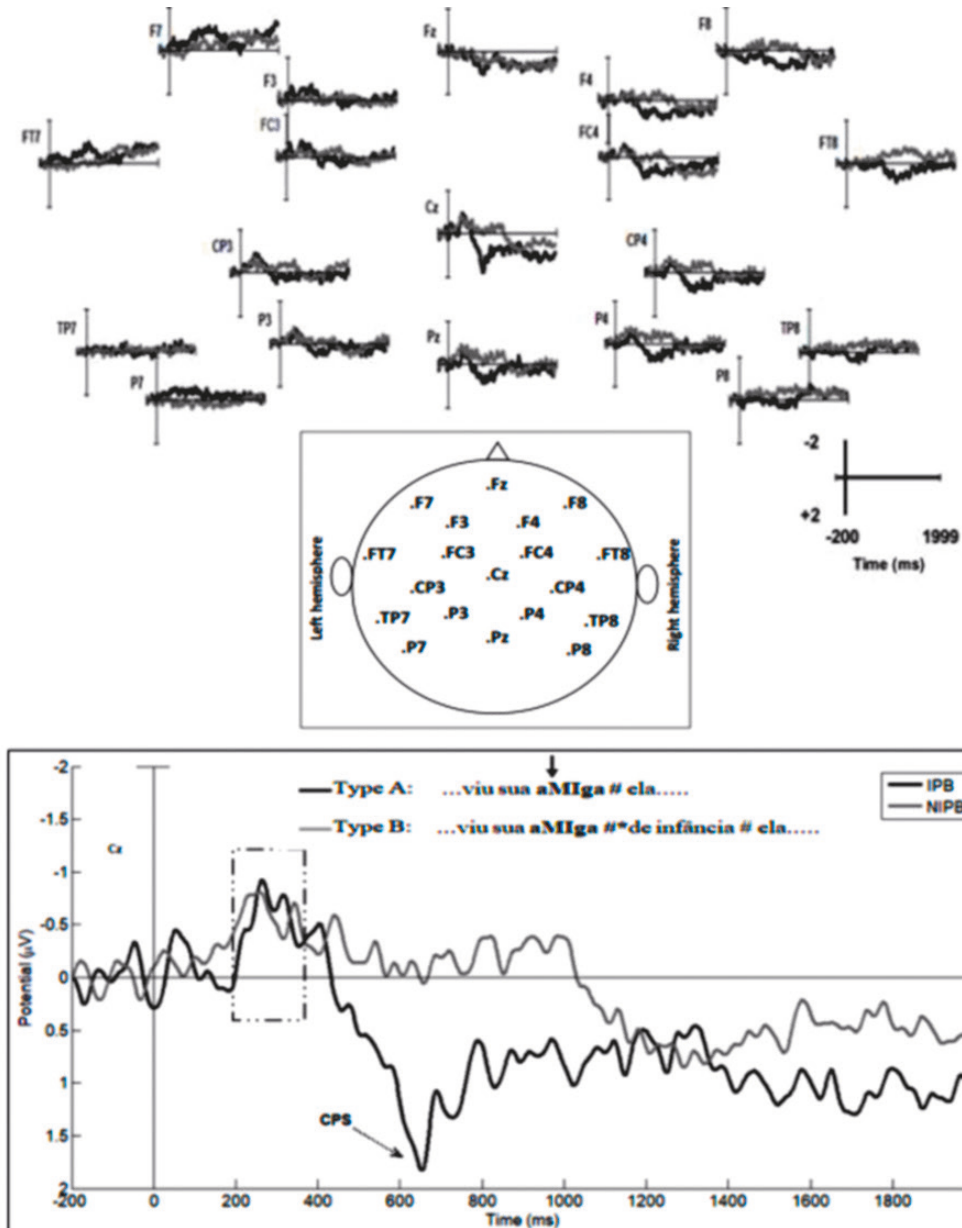 F7
Fz
F8
F3
F4
FT7
FC3
FC4
FT8
Cz
CP3
CP4
TP7
P3
Pz
P4
TP8
P7
P8
-2
+2
-200 1999
Time (ms)
Left hemisphere
Right hemisphere
.Fz
.F7 .F8
.F3 .F4
.FT7 .FC3 .FC4 .FT8
.Cz
.CP3 .CP4
.TP7 .P3 .P4 .TP8
.Pz
.P7 .P8
Type A: ...viu sua aMIga # ela.....
Type B: ...viu sua aMIga #*de infância # ela.....
IPB
NIPB
Cz
CPS
Potential (µV)
-2
-1.5
-1
-0.5
0
0.5
1
1.5
2
-200 0 200 400 600 800 1000 1200 1400 1600 1800
Time (ms)